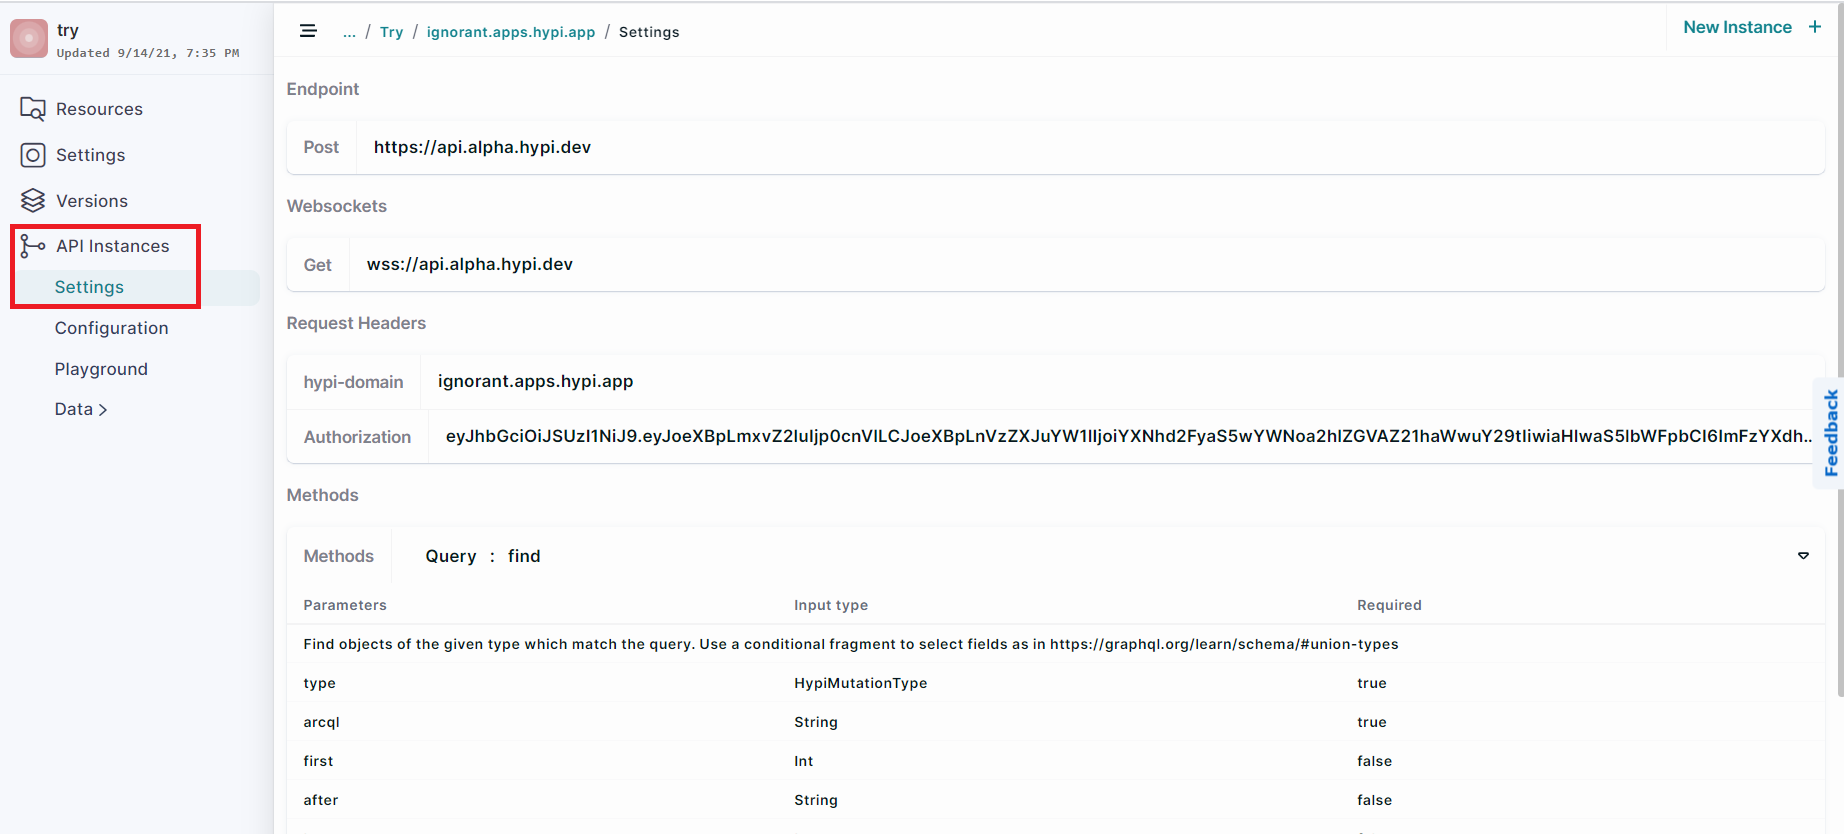 try
Updated 9/14/21, 7:35 PM
Resources
Settings
Versions
API Instances
Settings
Configuration
Playground
Data >
... / Try / ignorant.apps.hypi.app / Settings
New Instance +
Endpoint
Post https://api.alpha.hypi.dev
Websockets
Get wss://api.alpha.hypi.dev
Request Headers
hypi-domain ignorant.apps.hypi.app
Authorization
Methods
Methods Query : find
Parameters Input type Required
Find objects of the given type which match the query. Use a conditional fragment to select fields as in https://graphql.org/learn/schema/#union-types
type HypiMutationType true
arcql String true
first Int false
after String false
Feedback